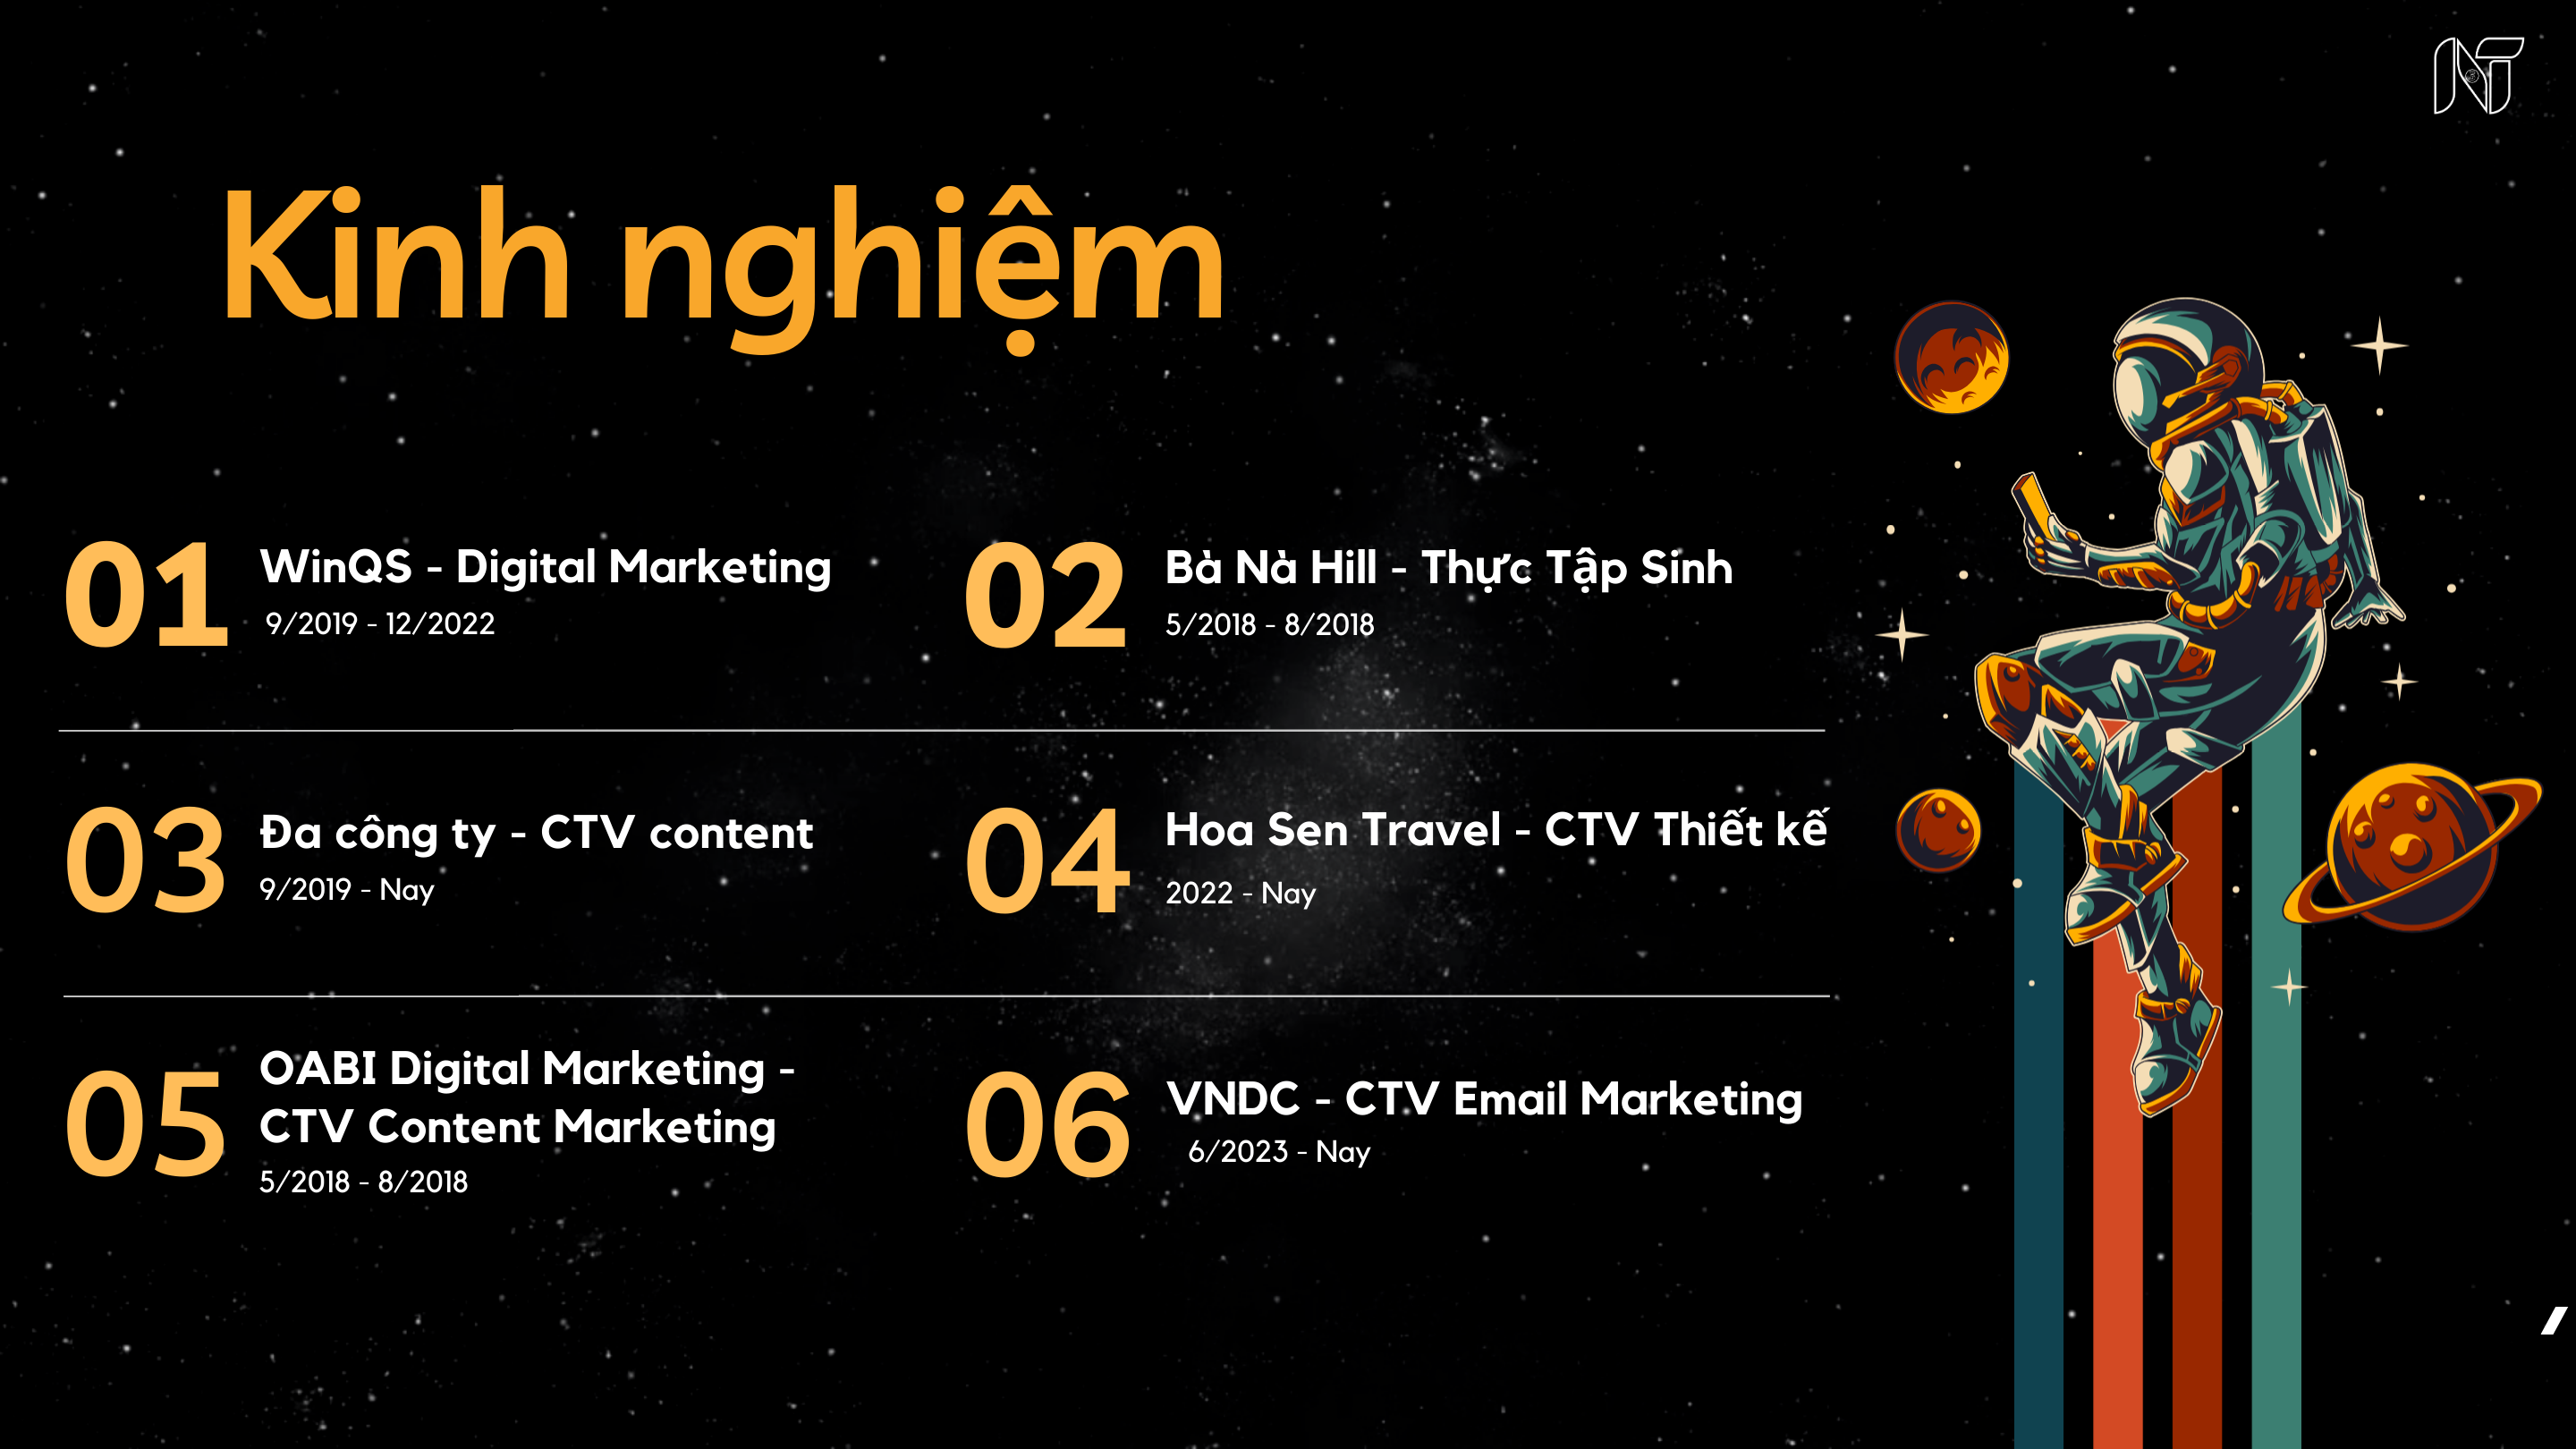 NT
Kinh nghiệm
01
WinQS - Digital Marketing
9/2019 - 12/2022
02
Bà Nà Hill - Thực Tập Sinh
5/2018 - 8/2018
03
Đa công ty - CTV content
9/2019 - Nay
04
Hoa Sen Travel - CTV Thiết kế
2022 - Nay
05
OABI Digital Marketing -
CTV Content Marketing
5/2018 - 8/2018
06
VNDC - CTV Email Marketing
6/2023 - Nay